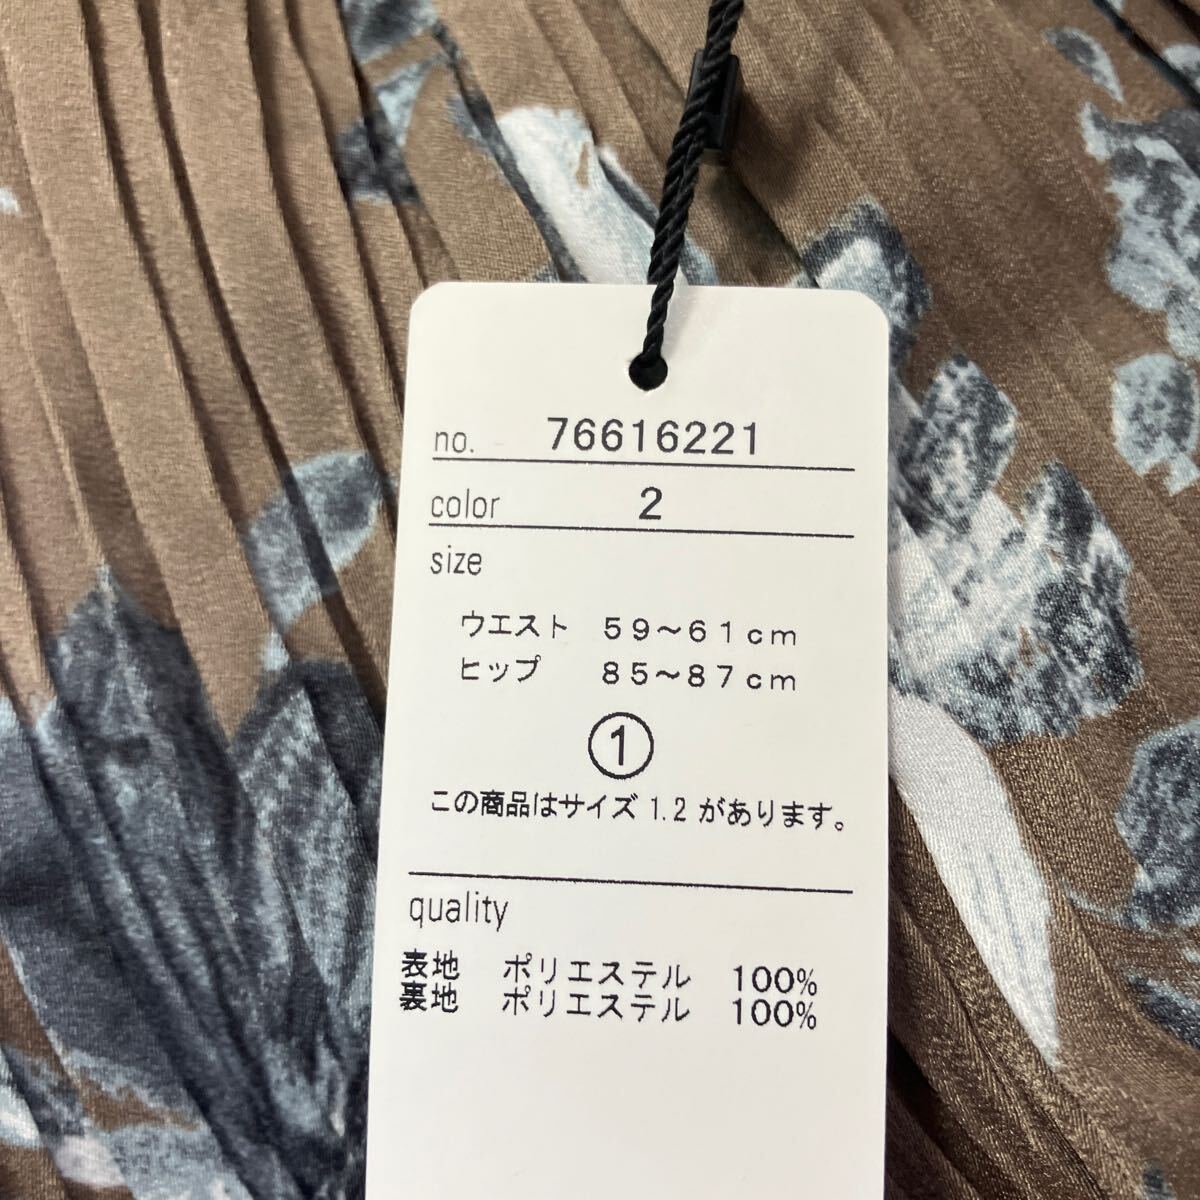 no. 76616221
color 2
size
ウエスト 59～61cm
ヒップ 85～87cm
①
この商品はサイズ 1.2 があります。
quality
表地 ポリエステル 100%
裏地 ポリエステル 100%